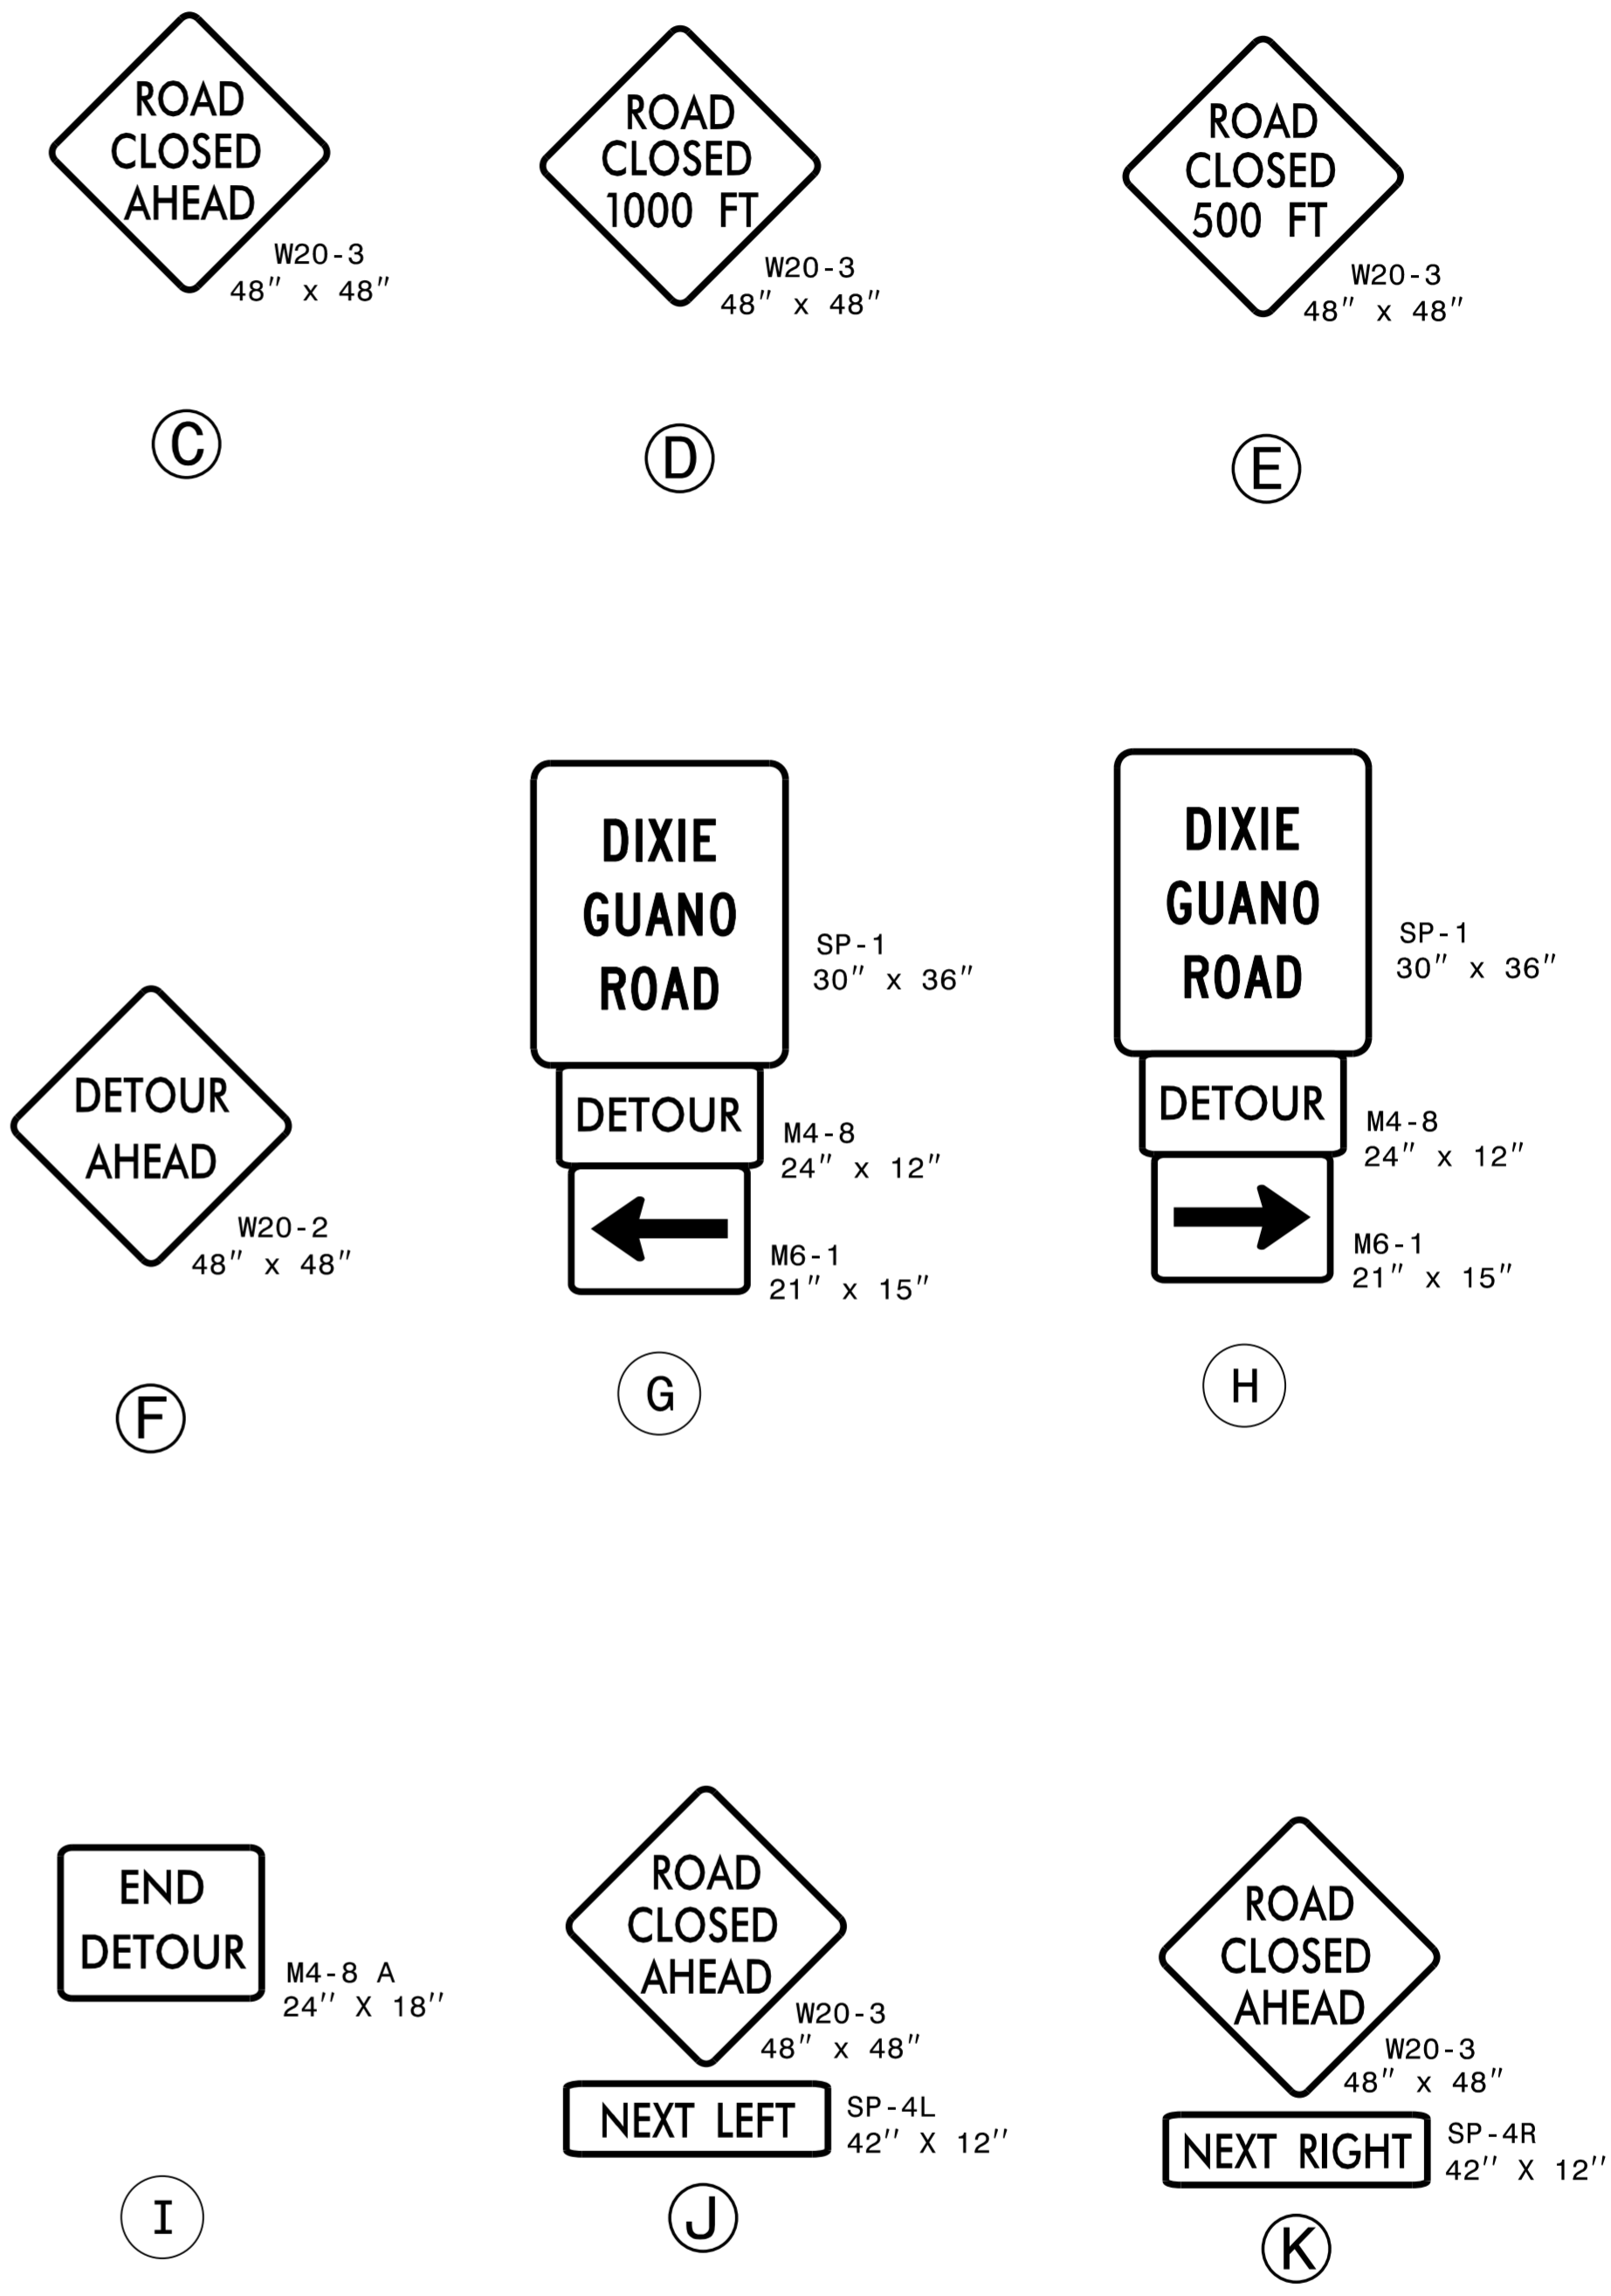 ROAD
CLOSED
AHEAD
W20-3
48" x 48"
C
ROAD
CLOSED
1000 FT
W20-3
48" x 48"
D
ROAD
CLOSED
500 FT
W20-3
48" x 48"
E
DETOUR
AHEAD
W20-2
48" x 48"
F
DIXIE
GUANO
ROAD
SP-1
30" x 36"
DETOUR
M4-8
24" x 12"
M6-1
21" x 15"
G
DIXIE
GUANO
ROAD
SP-1
30" x 36"
DETOUR
M4-8
24" x 12"
M6-1
21" x 15"
H
END
DETOUR
M4-8 A
24'' X 18''
I
ROAD
CLOSED
AHEAD
W20-3
48" x 48"
NEXT LEFT
SP-4L
42'' X 12''
J
ROAD
CLOSED
AHEAD
W20-3
48" x 48"
NEXT RIGHT
SP-4R
42'' X 12''
K